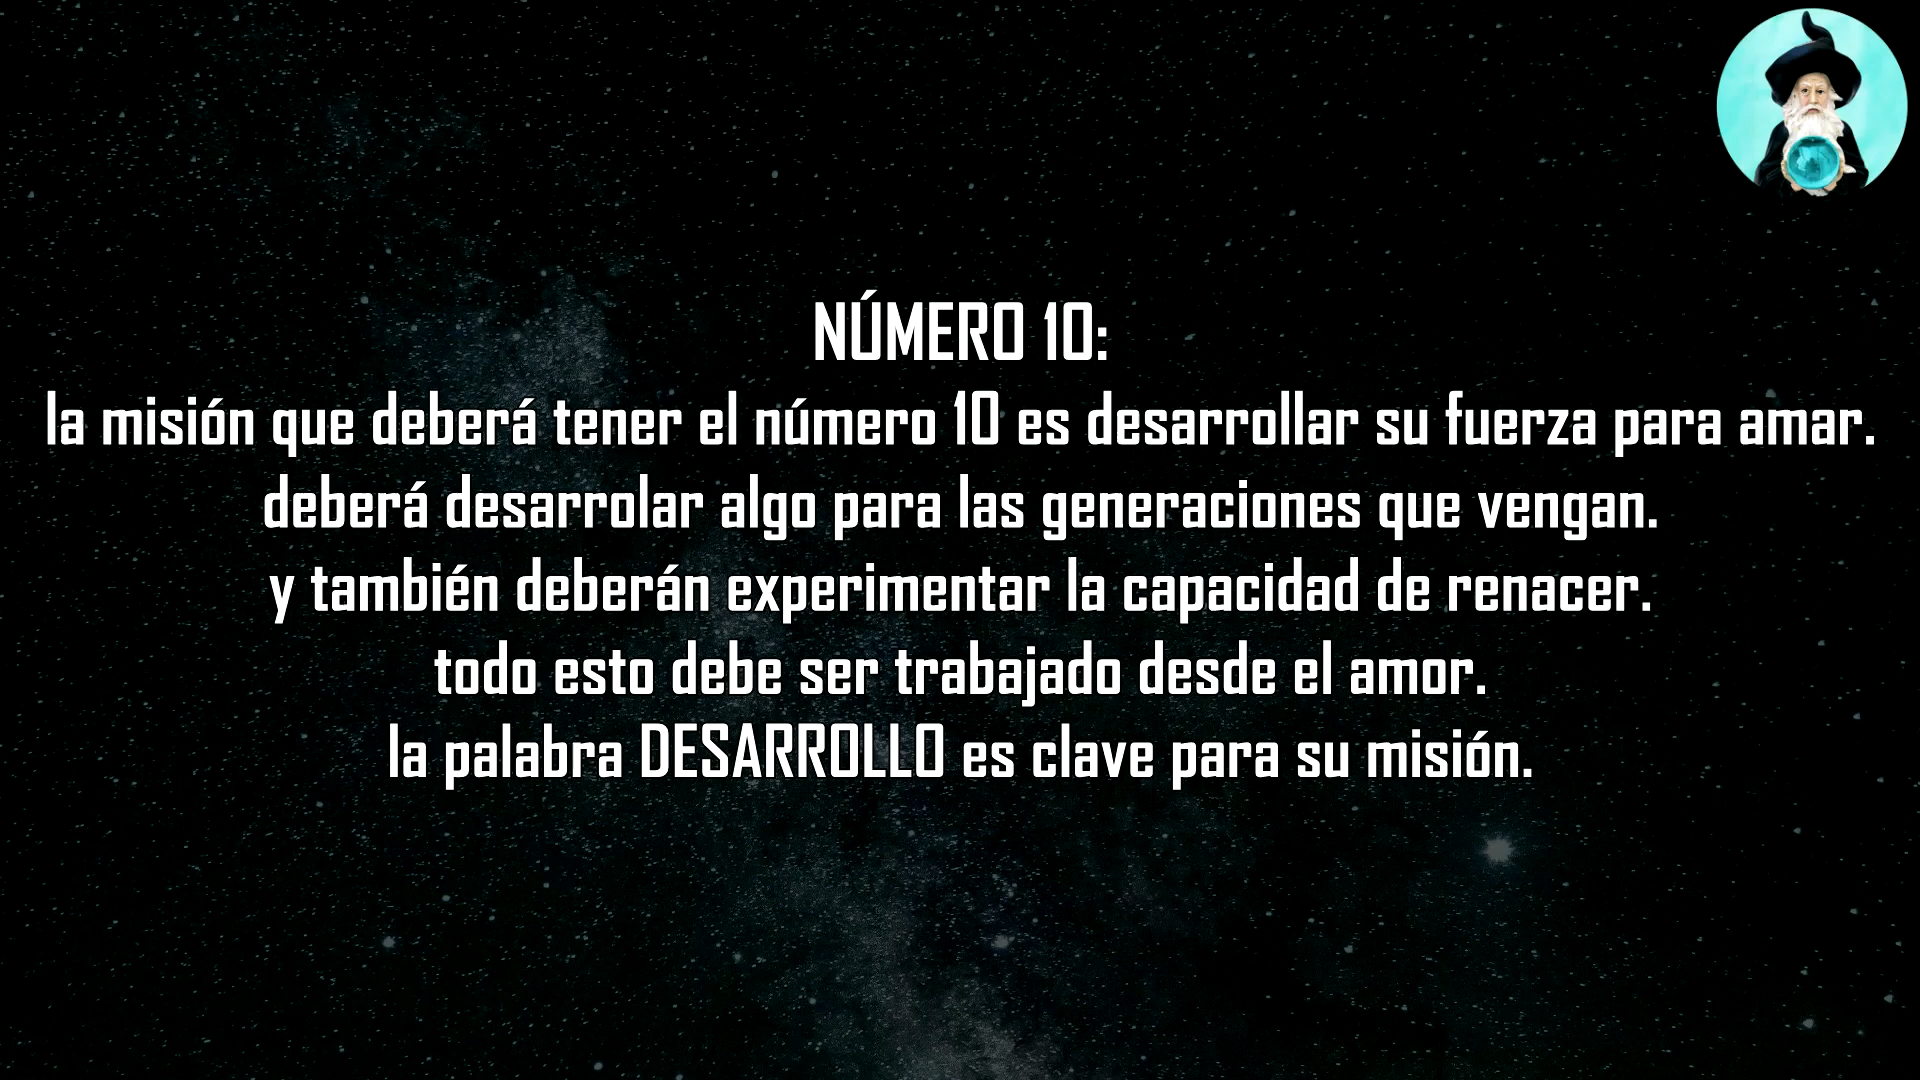 NÚMERO 10:
la misión que deberá tener el número 10 es desarrollar su fuerza para amar.
deberá desarrolar algo para las generaciones que vengan.
y también deberán experimentar la capacidad de renacer.
todo esto debe ser trabajado desde el amor.
la palabra DESARROLLO es clave para su misión.